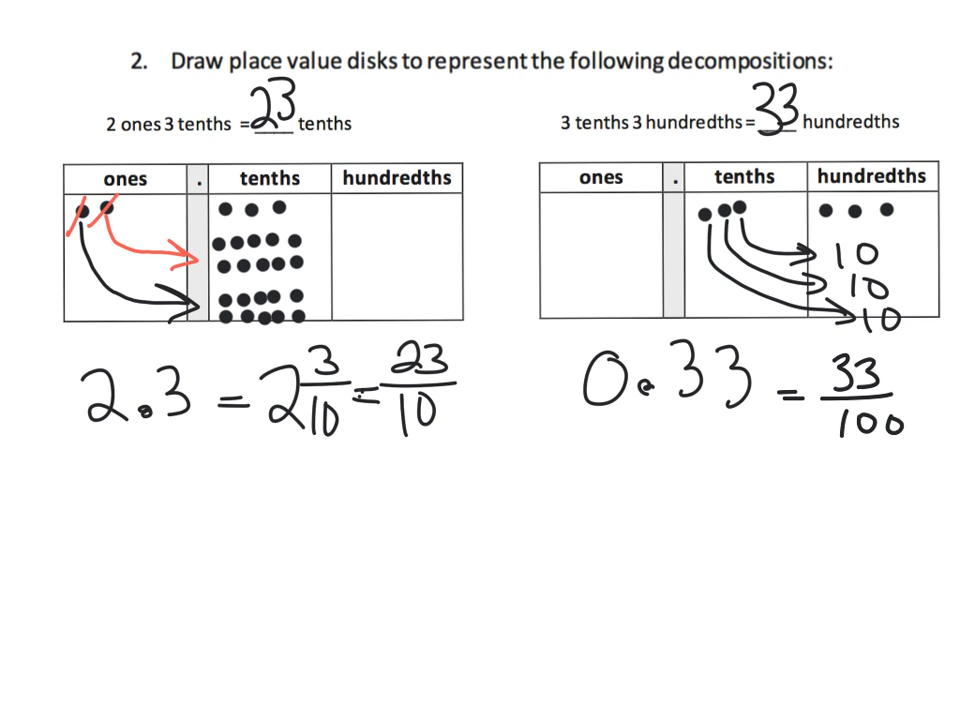 2. Draw place value disks to represent the following decompositions:
2 ones 3 tenths = 23 tenths
3 tenths 3 hundredths = 33 hundredths
ones . tenths hundredths
ones . tenths hundredths
10
10
10
2.3 = 2 3/10 = 23/10
0.33 = 33/100